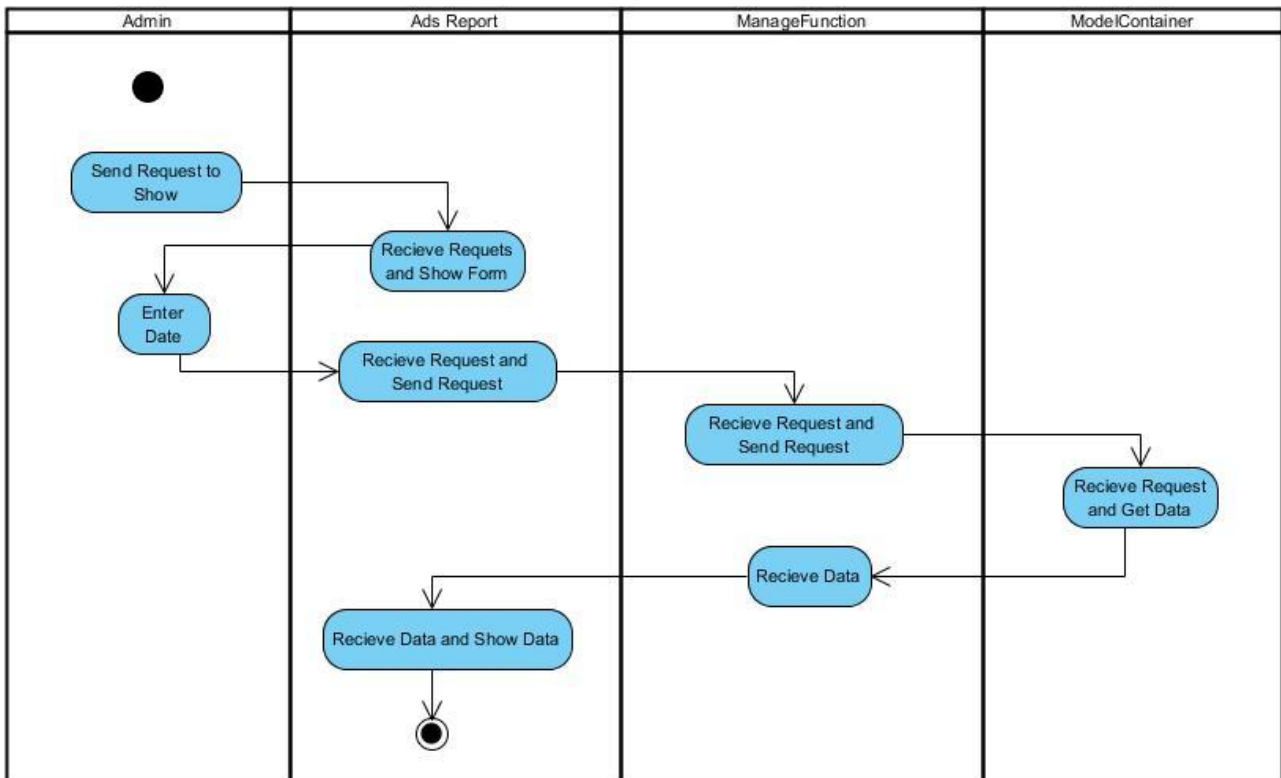 Admin
Ads Report
ManageFunction
ModelContainer
Send Request to
Show
Recieve Requets
and Show Form
Enter
Date
Recieve Request and
Send Request
Recieve Request and
Send Request
Recieve Request
and Get Data
Recieve Data
Recieve Data and Show Data